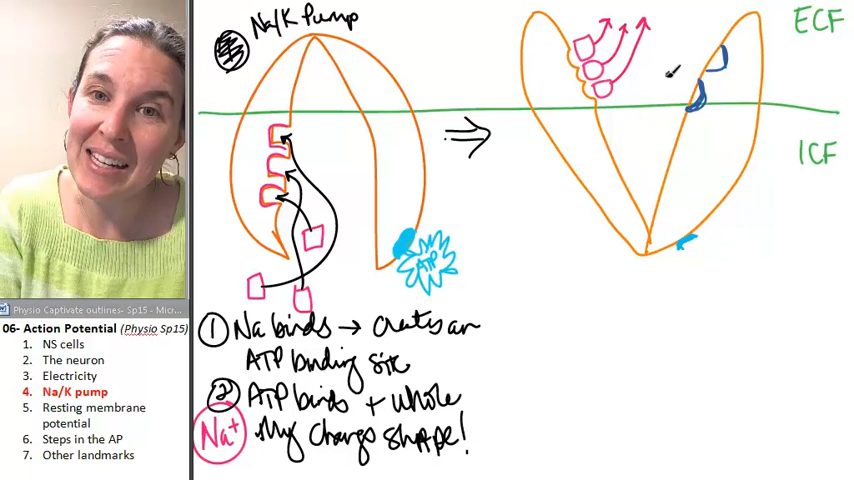 Na/K Pump
ECF
ICF
ATP
① Na binds → creates an
ATP binding site
② ATP binds + whole
thing changes shape!
Na+
Physio Captivate outlines- Sp15 - Micr...
06- Action Potential (Physio Sp15)
1. NS cells
2. The neuron
3. Electricity
4. Na/K pump
5. Resting membrane
potential
6. Steps in the AP
7. Other landmarks